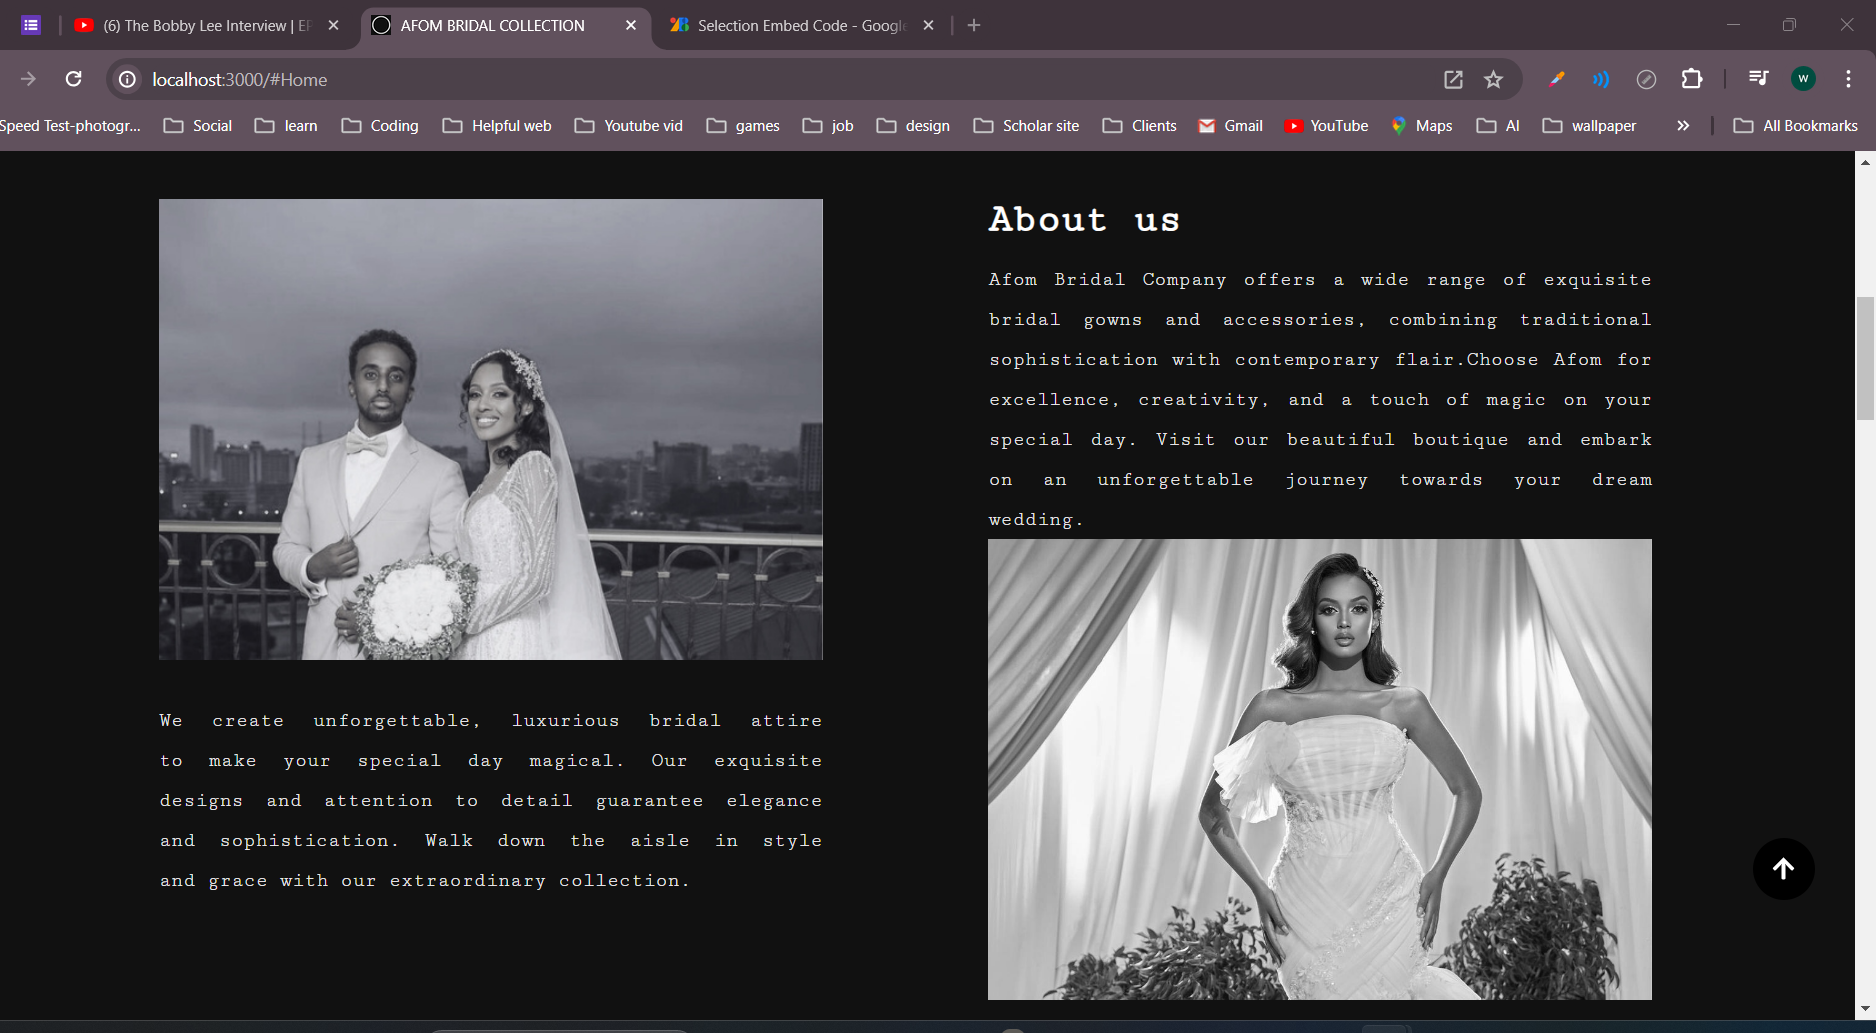 (6) The Bobby Lee Interview | EP
AFOM BRIDAL COLLECTION
Selection Embed Code - Google
localhost:3000/#Home
W
Speed Test-photogr...
Social
learn
Coding
Helpful web
Youtube vid
games
job
design
Scholar site
Clients
Gmail
YouTube
Maps
AI
wallpaper
All Bookmarks
About us
Afom Bridal Company offers a wide range of exquisite
bridal gowns and accessories, combining traditional
sophistication with contemporary flair.Choose Afom for
excellence, creativity, and a touch of magic on your
special day. Visit our beautiful boutique and embark
on an unforgettable journey towards your dream
wedding.
We create unforgettable, luxurious bridal attire
to make your special day magical. Our exquisite
designs and attention to detail guarantee elegance
and sophistication. Walk down the aisle in style
and grace with our extraordinary collection.